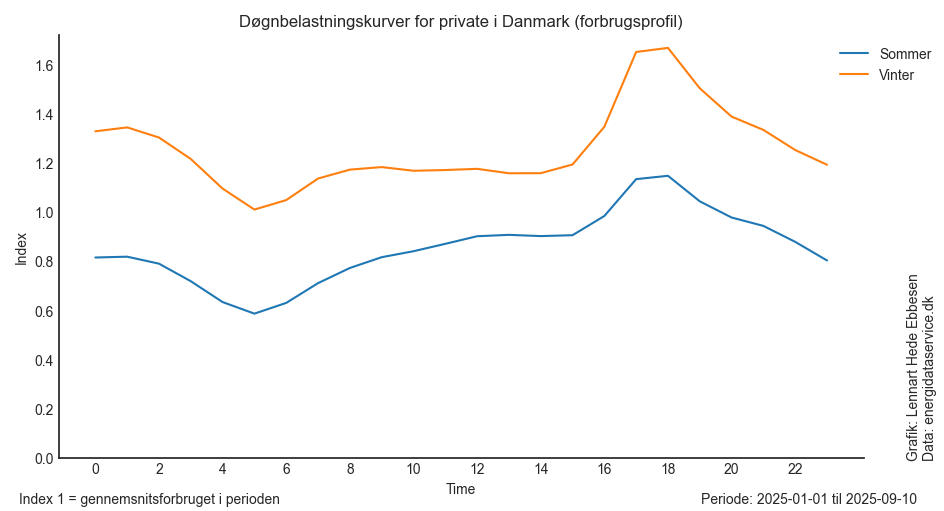 Døgnbelastningskurver for private i Danmark (forbrugsprofil)
Sommer
Vinter
1.6
1.4
1.2
1.0
0.8
0.6
0.4
0.2
0.0
Index
0 2 4 6 8 10 12 14 16 18 20 22
Time
Index 1 = gennemsnitsforbruget i perioden
Periode: 2025-01-01 til 2025-09-10
Grafik: Lennart Hede Ebbesen
Data: energidataservice.dk